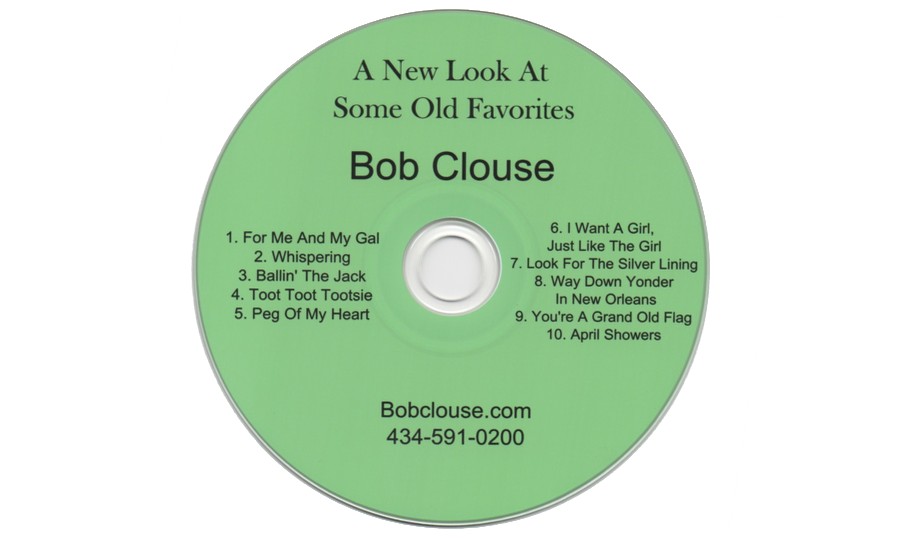 A New Look At
Some Old Favorites
Bob Clouse
1. For Me And My Gal
2. Whispering
3. Ballin' The Jack
4. Toot Toot Tootsie
5. Peg Of My Heart
6. I Want A Girl,
Just Like The Girl
7. Look For The Silver Lining
8. Way Down Yonder
In New Orleans
9. You're A Grand Old Flag
10. April Showers
Bobclouse.com
434-591-0200